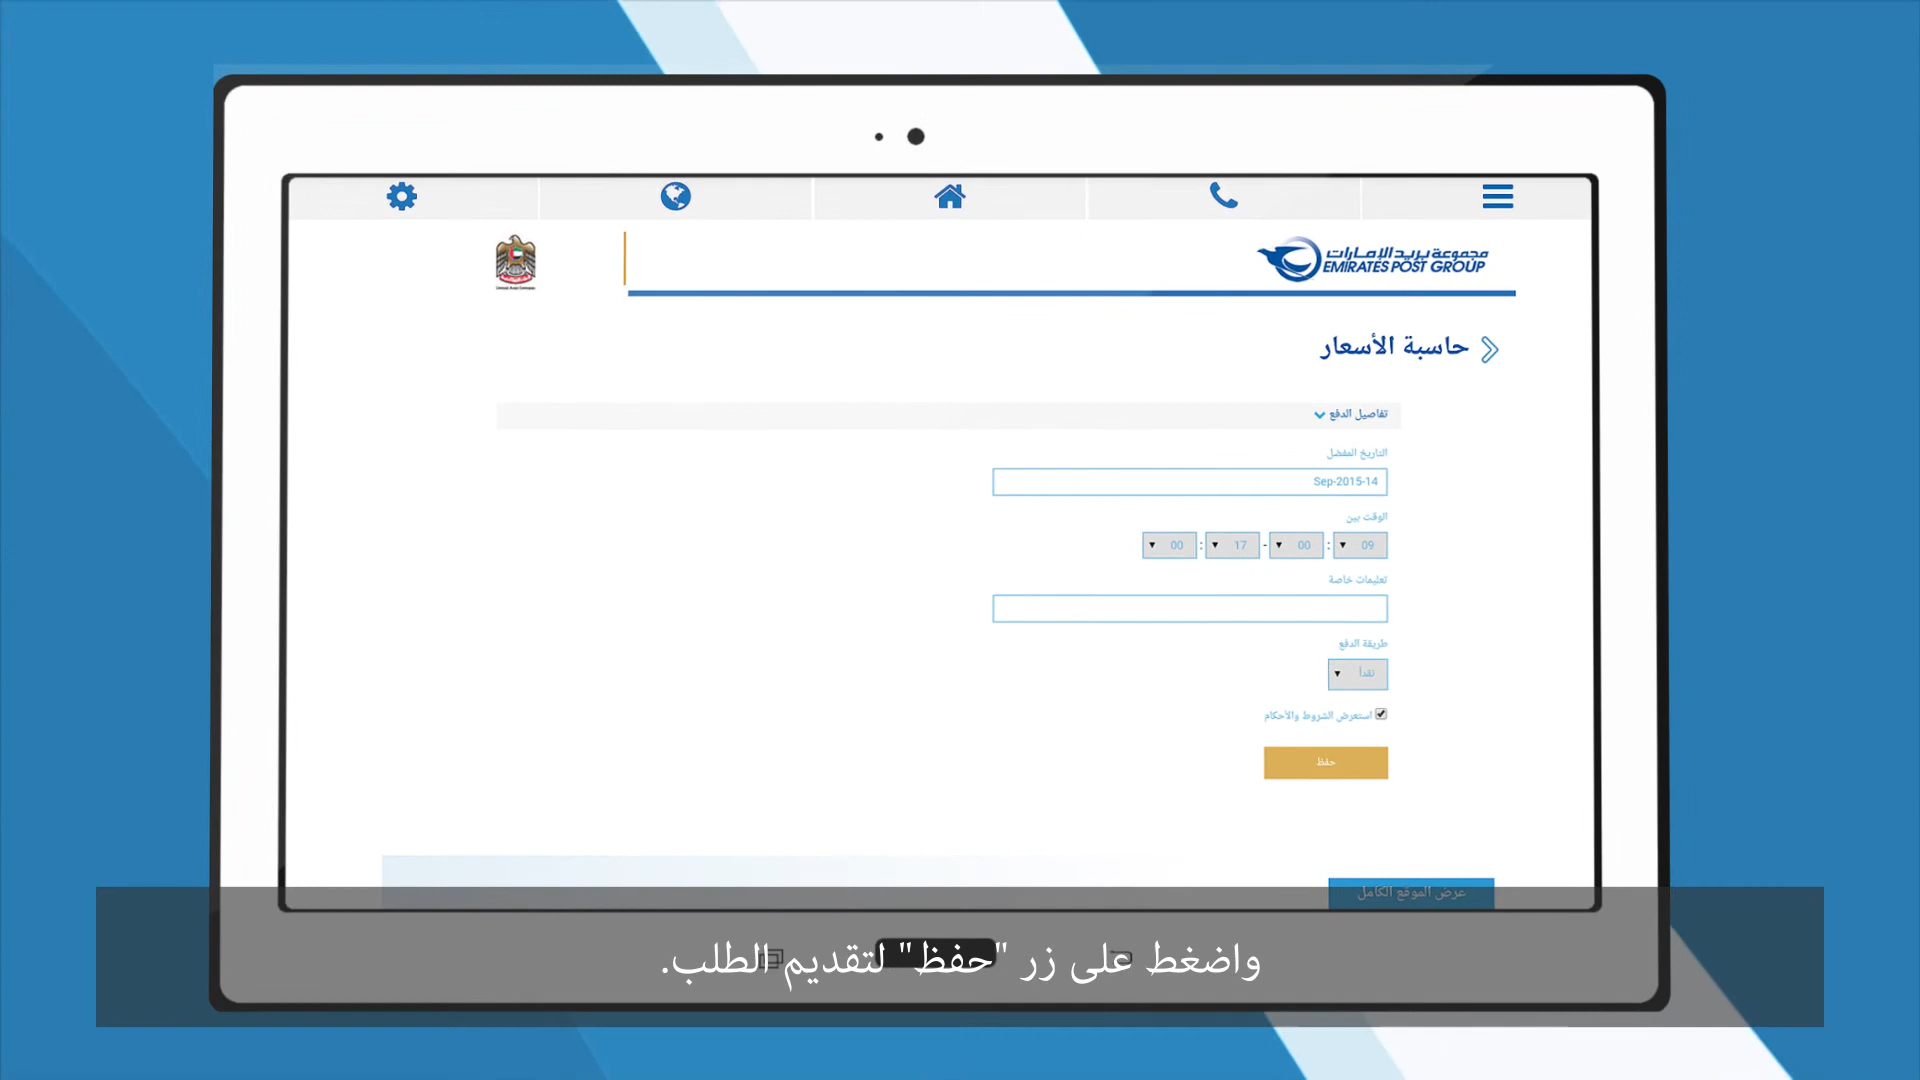 مجموعة بريد الإمارات
EMIRATES POST GROUP
حاسبة الأسعار
تفاصيل الدفع
التاريخ المفضل
14-Sep-2015
الوقت بين
09 : 00 - 17 : 00
تعليمات خاصة
طريقة الدفع
نقداً
استعرض الشروط والأحكام
حفظ
عرض الموقع الكامل
واضغط على زر "حفظ" لتقديم الطلب.